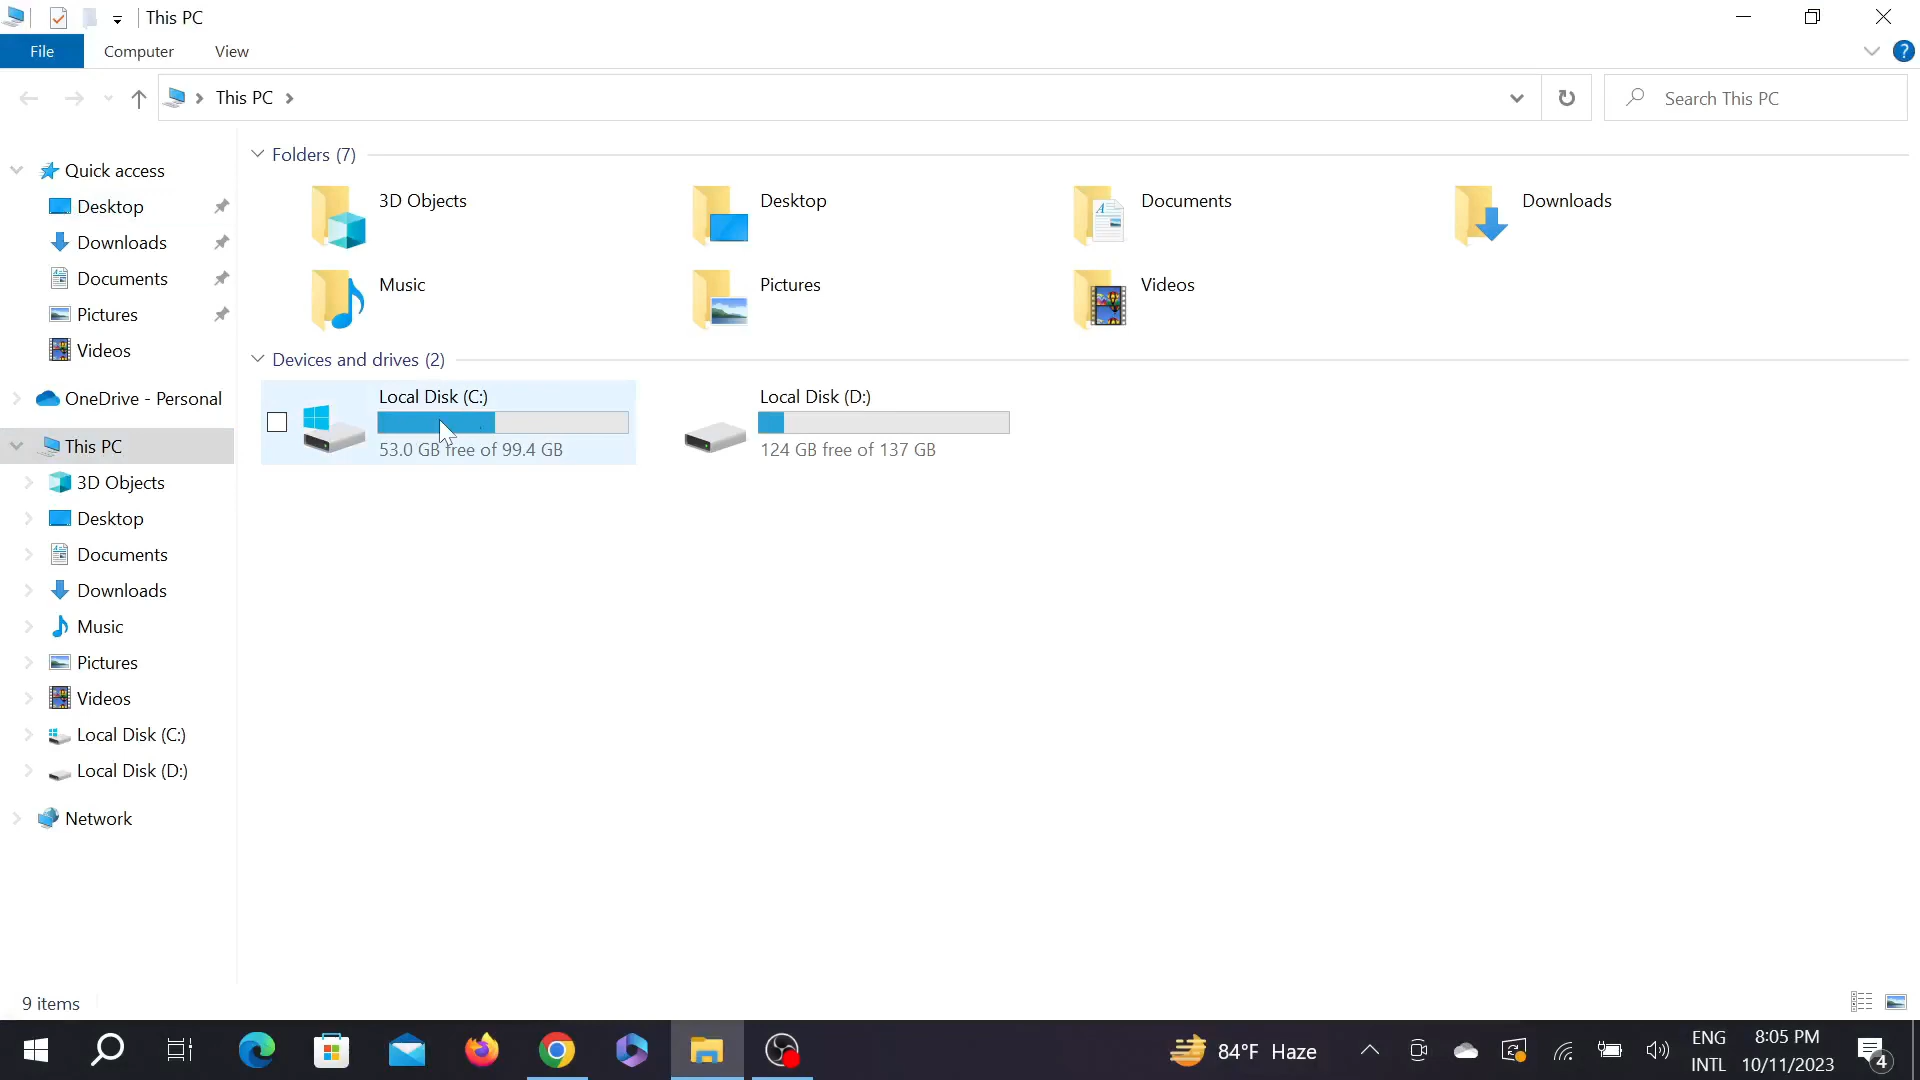 This PC
File Computer View
This PC
Search This PC
Quick access
Desktop
Downloads
Documents
Pictures
Videos
OneDrive - Personal
This PC
3D Objects
Desktop
Documents
Downloads
Music
Pictures
Videos
Local Disk (C:)
Local Disk (D:)
Network
Folders (7)
3D Objects
Desktop
Documents
Downloads
Music
Pictures
Videos
Devices and drives (2)
Local Disk (C:)
53.0 GB free of 99.4 GB
Local Disk (D:)
124 GB free of 137 GB
9 items
84°F Haze
ENG
INTL
8:05 PM
10/11/2023
4